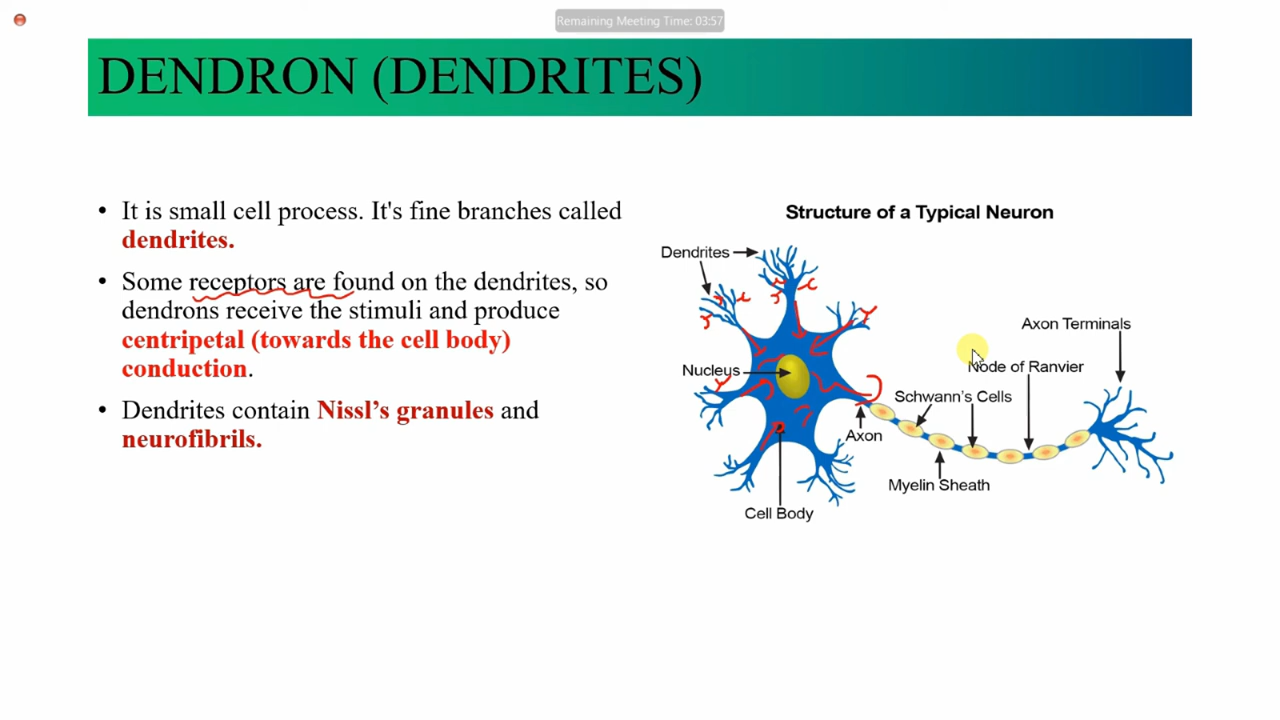 Remaining Meeting Time: 03:57
DENDRON (DENDRITES)
• It is small cell process. It's fine branches called
dendrites.
• Some receptors are found on the dendrites, so
dendrons receive the stimuli and produce
centripetal (towards the cell body)
conduction.
• Dendrites contain Nissl’s granules and
neurofibrils.
Structure of a Typical Neuron
Dendrites
Axon Terminals
Node of Ranvier
Nucleus
Schwann’s Cells
Axon
Myelin Sheath
Cell Body